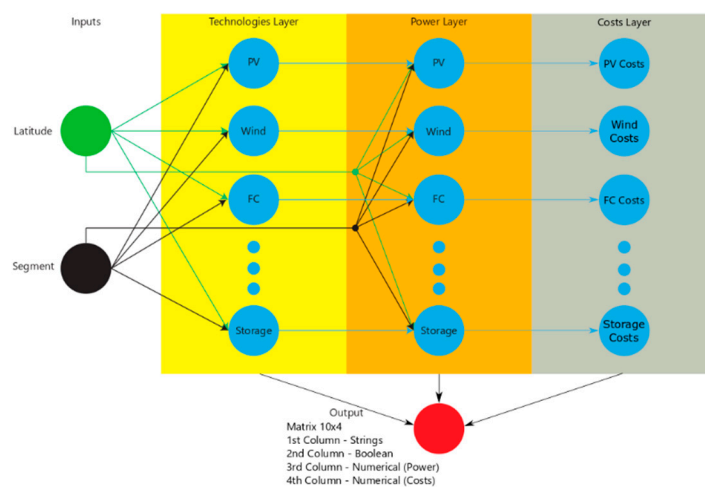 Inputs
Technologies Layer
Power Layer
Costs Layer
PV
PV
PV Costs
Latitude
Wind
Wind
Wind
Costs
FC
FC
FC Costs
Segment
Storage
Storage
Storage
Costs
Output
Matrix 10x4
1st Column - Strings
2nd Column - Boolean
3rd Column - Numerical (Power)
4th Column - Numerical (Costs)